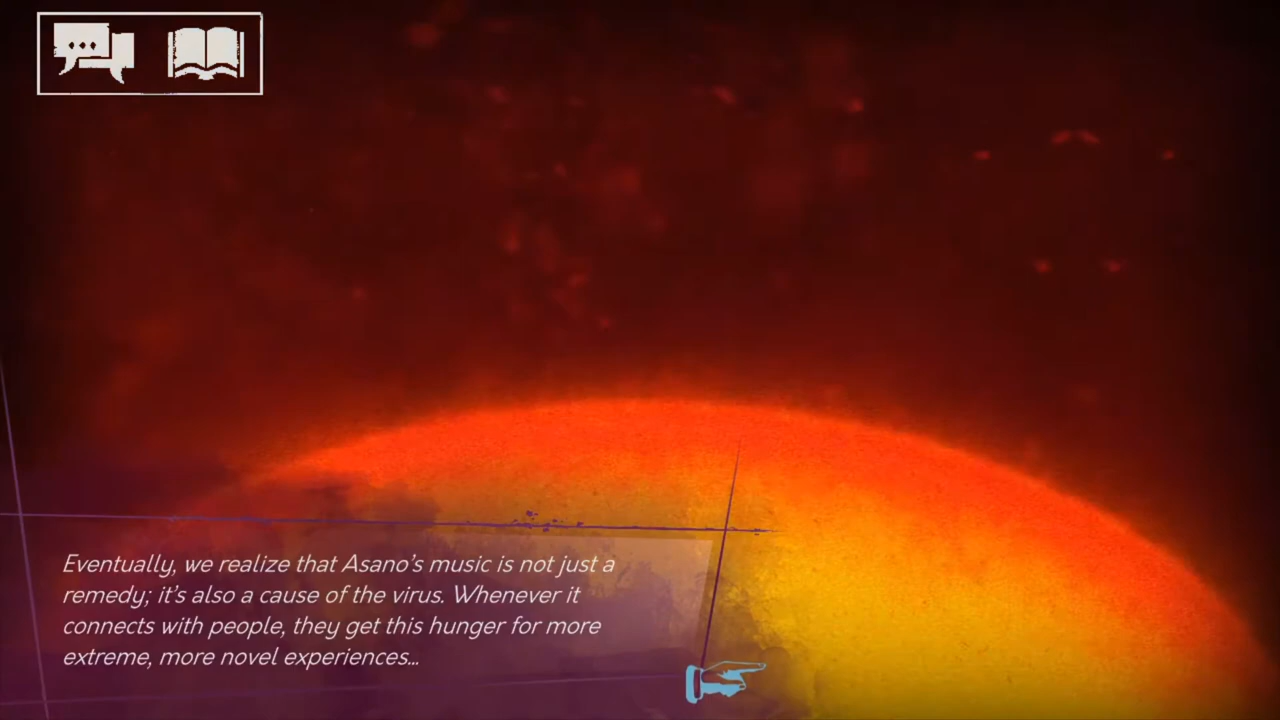 Eventually, we realize that Asano's music is not just a
remedy; it's also a cause of the virus. Whenever it
connects with people, they get this hunger for more
extreme, more novel experiences...